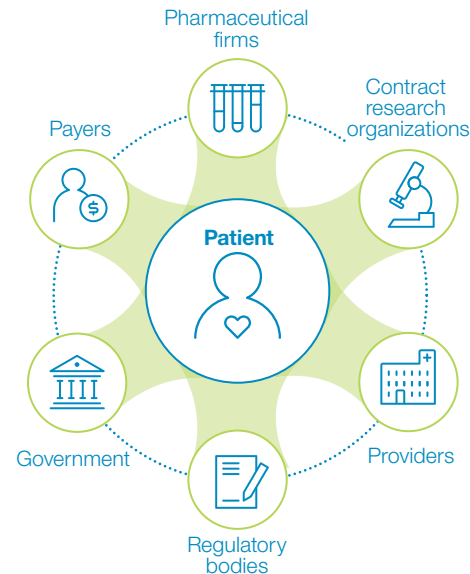 Pharmaceutical
firms
Contract
research
organizations
Payers
$
Patient
Government
Providers
Regulatory
bodies